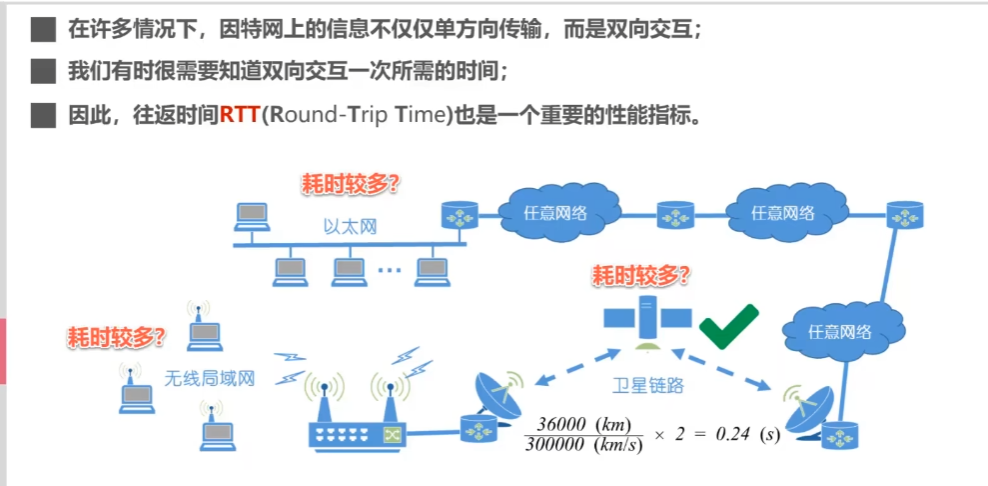 在许多情况下，因特网上的信息不仅仅单方向传输，而是双向交互；
我们有时很需要知道双向交互一次所需的时间；
因此，往返时间RTT(Round-Trip Time)也是一个重要的性能指标。
耗时较多？
以太网
任意网络
任意网络
耗时较多？
耗时较多？
任意网络
无线局域网
卫星链路
36000 (km)
300000 (km/s)
× 2 = 0.24 (s)